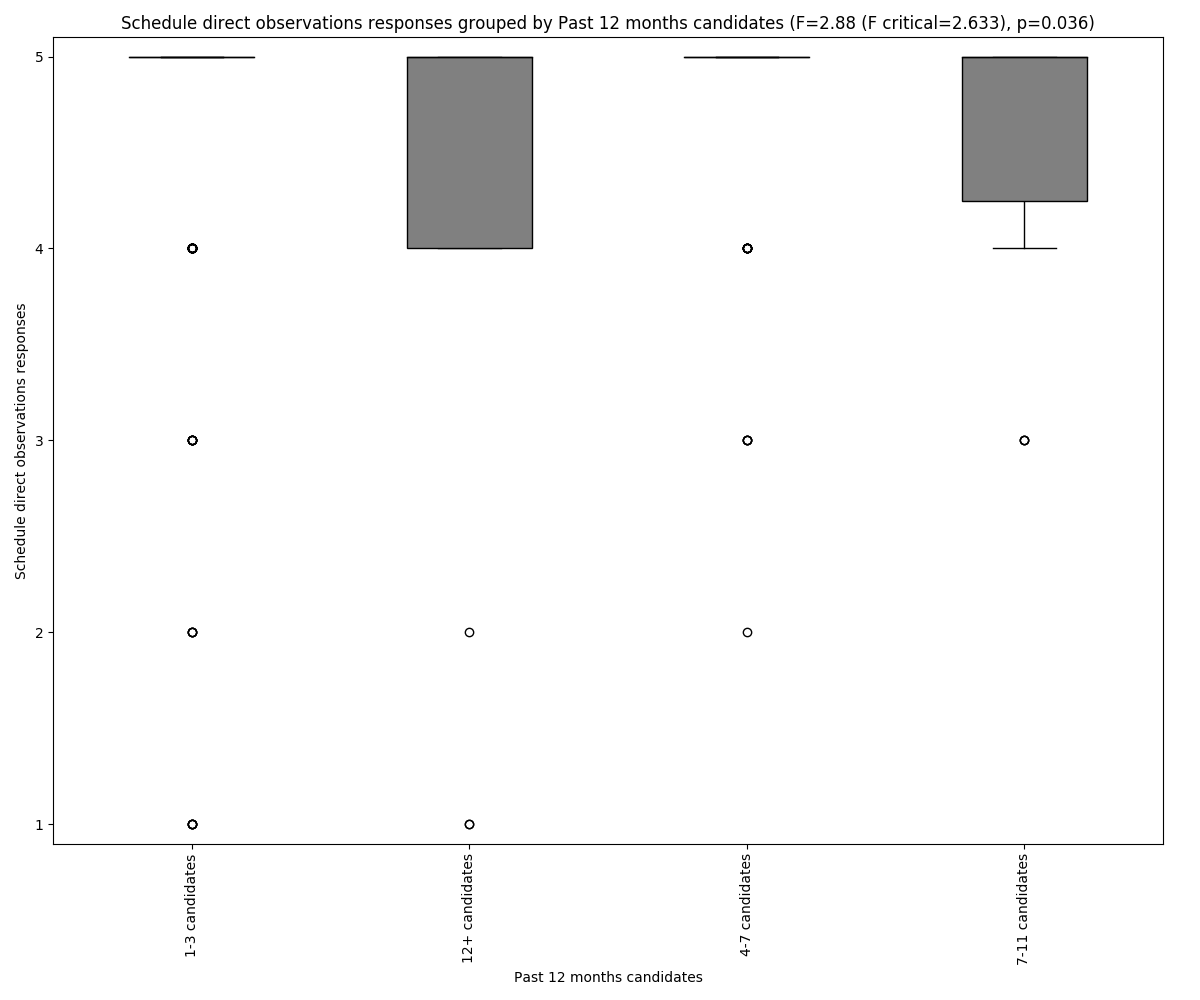 Schedule direct observations responses grouped by Past 12 months candidates (F=2.88 (F critical=2.633), p=0.036)
Schedule direct observations responses
5
4
3
2
1
1-3 candidates
12+ candidates
4-7 candidates
7-11 candidates
Past 12 months candidates